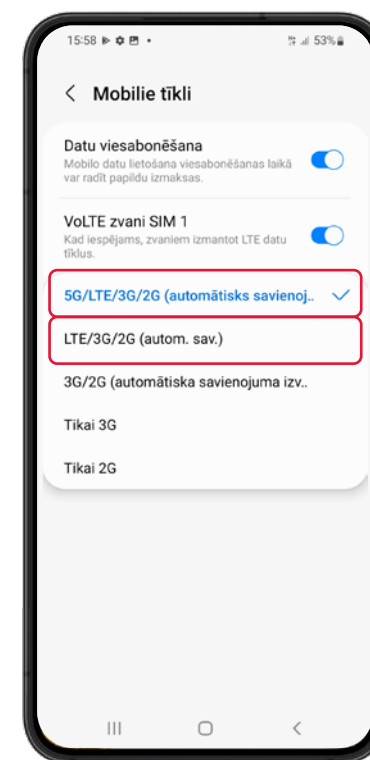 15:58 53%
Mobilie tīkli
Datu viesabonēšana
Mobilo datu lietošana viesabonēšanas laikā
var radīt papildu izmaksas.
VoLTE zvani SIM 1
Kad iespējams, zvaniem izmantot LTE datu
tīklus.
5G/LTE/3G/2G (automātisks savienoj..
LTE/3G/2G (autom. sav.)
3G/2G (automātiska savienojuma izv..
Tikai 3G
Tikai 2G